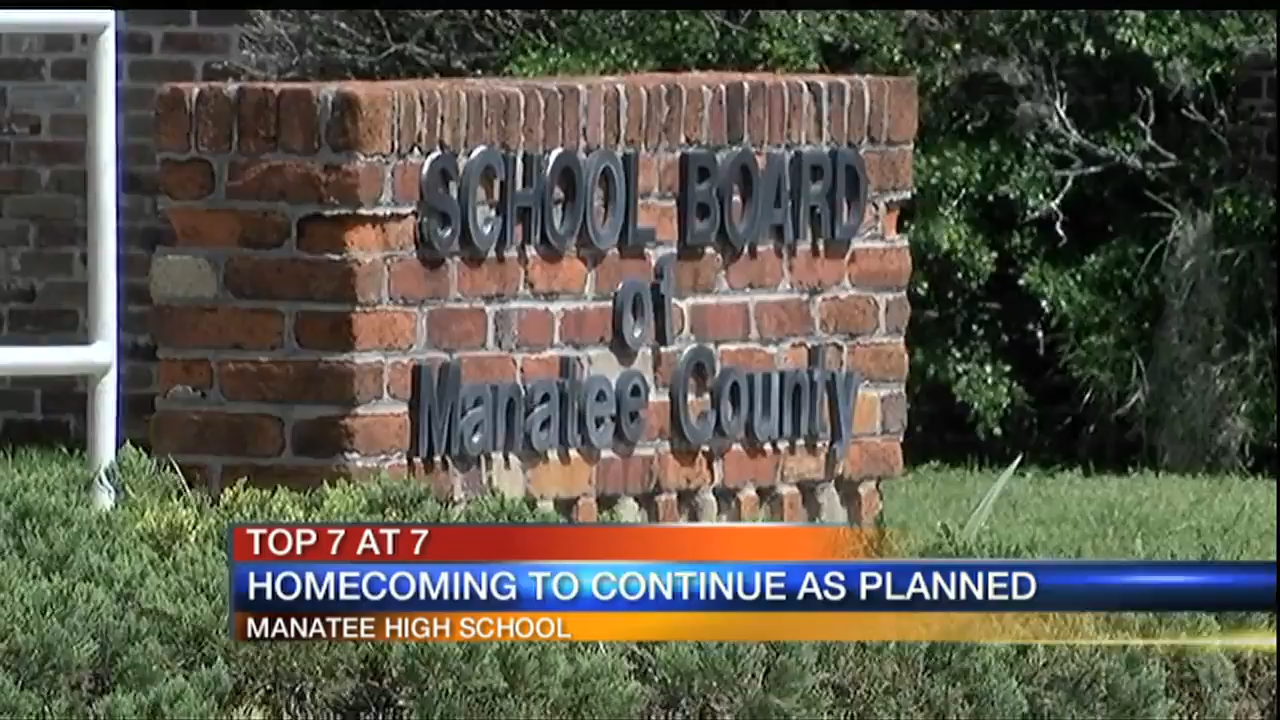 SCHOOL BOARD
of
Manatee County
TOP 7 AT 7
HOMECOMING TO CONTINUE AS PLANNED
MANATEE HIGH SCHOOL